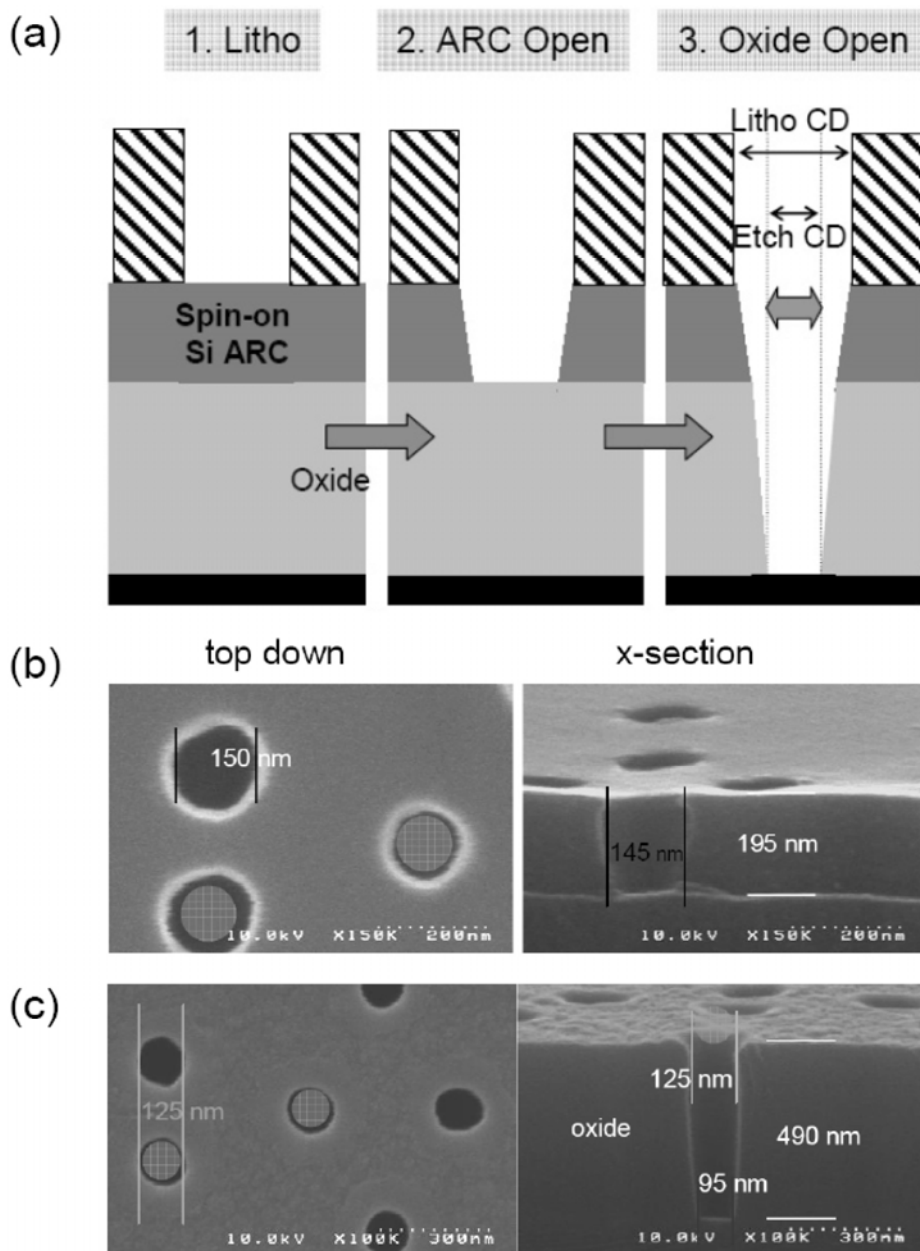 (a)
1. Litho
2. ARC Open
3. Oxide Open
Litho CD
Etch CD
Spin-on
Si ARC
Oxide
(b)
top down
x-section
150 nm
10.0kV X150K 200nm
145 nm
195 nm
10.0kV X150K 200nm
(c)
125 nm
10.0kV X100K 300nm
125 nm
oxide
490 nm
95 nm
10.0kV X100K 300nm